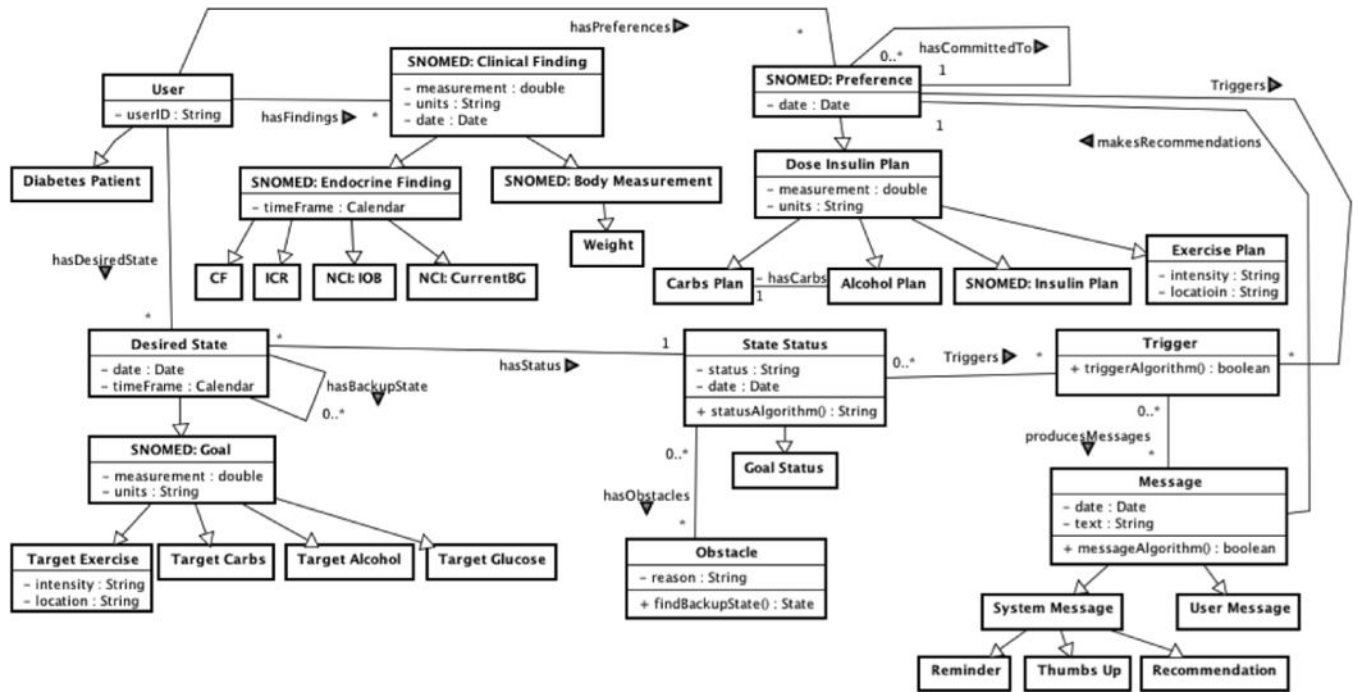 hasPreferences
*
hasCommittedTo
0..*
1
Triggers
User
- userID : String
hasFindings
*
SNOMED: Clinical Finding
- measurement : double
- units : String
- date : Date
SNOMED: Preference
- date : Date
1
makesRecommendations
Diabetes Patient
SNOMED: Endocrine Finding
- timeFrame : Calendar
SNOMED: Body Measurement
Weight
Dose Insulin Plan
- measurement : double
- units : String
CF
ICR
NCI: IOB
NCI: CurrentBG
Carbs Plan
- hasCarbs
1
Alcohol Plan
SNOMED: Insulin Plan
Exercise Plan
- intensity : String
- locatioin : String
hasDesiredState
*
Desired State
- date : Date
- timeFrame : Calendar
*
hasStatus
1
hasBackupState
0..*
State Status
- status : String
- date : Date
+ statusAlgorithm() : String
0..*
Triggers
*
Trigger
+ triggerAlgorithm() : boolean
*
SNOMED: Goal
- measurement : double
- units : String
Goal Status
0..*
hasObstacles
*
0..*
producesMessages
*
Message
- date : Date
- text : String
+ messageAlgorithm() : boolean
Target Exercise
- intensity : String
- location : String
Target Carbs
Target Alcohol
Target Glucose
Obstacle
- reason : String
+ findBackupState() : State
System Message
User Message
Reminder
Thumbs Up
Recommendation